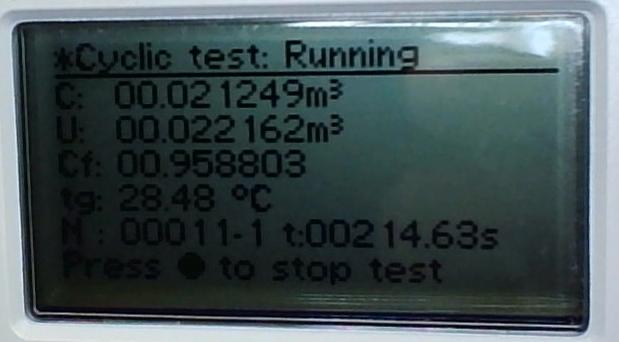 *Cyclic test: Running
C: 00.021249m³
U: 00.022162m³
Cf: 00.958803
tg: 28.48 °C
N : 00011-1 t:00214.63s
Press ● to stop test